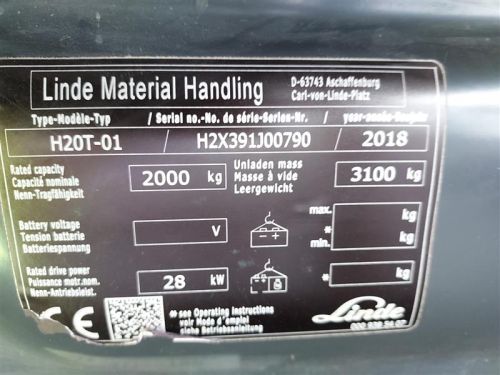 Linde Material Handling
D-63743 Aschaffenburg
Carl-von-Linde-Platz
Type-Modèle-Typ / Serial no.-No. de série-Serien-Nr. / year-année-Baujahr
H20T-01 / H2X391J00790 / 2018
Rated capacity
Capacité nominale
Nenn-Tragfähigkeit
2000 kg
Unladen mass
Masse à vide
Leergewicht
3100 kg
Battery voltage
Tension batterie
Batteriespannung
V
max. kg
*
min. kg
Rated drive power
Puissance motr.nom.
Nenn-Antriebsleist.
28 kW
* kg
CE
* see Operating instructions
voir Mode d'emploi
siehe Betriebsanleitung
Linde